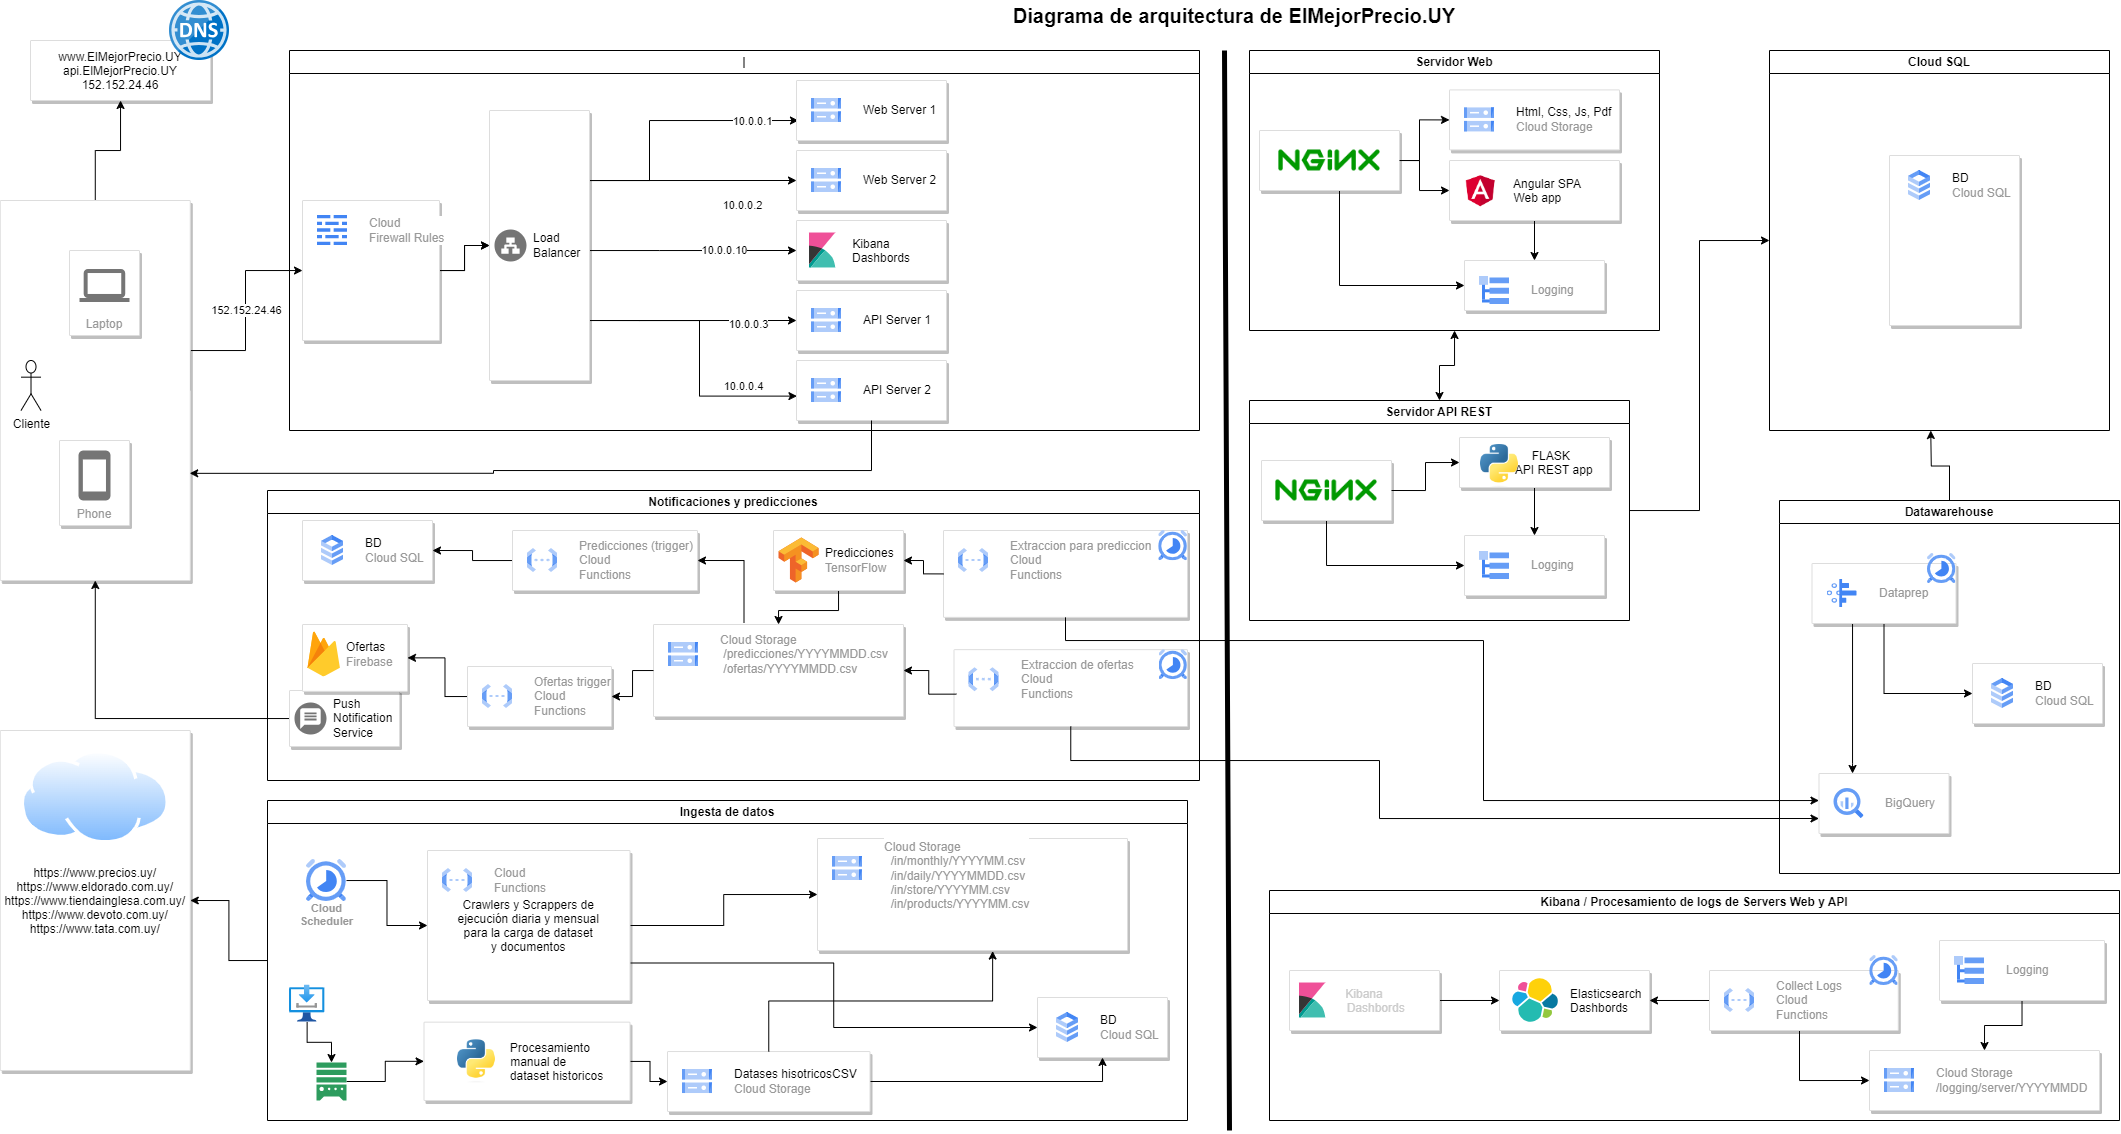 Diagrama de arquitectura de ElMejorPrecio.UY
DNS
www.ElMejorPrecio.UY
api.ElMejorPrecio.UY
152.152.24.46
Laptop
Cliente
Phone
152.152.24.46
|
Cloud
Firewall Rules
Load
Balancer
10.0.0.1
Web Server 1
Web Server 2
10.0.0.2
10.0.0.10
Kibana
Dashbords
10.0.0.3
API Server 1
10.0.0.4
API Server 2
Servidor Web
NGINX
Html, Css, Js, Pdf
Cloud Storage
Angular SPA
Web app
Logging
Cloud SQL
BD
Cloud SQL
Servidor API REST
NGINX
FLASK
API REST app
Logging
Notificaciones y predicciones
BD
Cloud SQL
Predicciones (trigger)
Cloud
Functions
Predicciones
TensorFlow
Extraccion para prediccion
Cloud
Functions
Ofertas
Firebase
Push
Notification
Service
Ofertas trigger
Cloud
Functions
Cloud Storage
/predicciones/YYYYMMDD.csv
/ofertas/YYYYMMDD.csv
Extraccion de ofertas
Cloud
Functions
Datawarehouse
Dataprep
BD
Cloud SQL
BigQuery
https://www.precios.uy/
https://www.eldorado.com.uy/
https://www.tiendainglesa.com.uy/
https://www.devoto.com.uy/
https://www.tata.com.uy/
Ingesta de datos
Cloud
Scheduler
Cloud
Functions
Crawlers y Scrappers de
ejecución diaria y mensual
para la carga de dataset
y documentos
Cloud Storage
/in/monthly/YYYYMM.csv
/in/daily/YYYYMMDD.csv
/in/store/YYYYMM.csv
/in/products/YYYYMM.csv
Procesamiento
manual de
dataset historicos
Datases hisotricosCSV
Cloud Storage
BD
Cloud SQL
Kibana / Procesamiento de logs de Servers Web y API
Kibana
Dashbords
Elasticsearch
Dashbords
Collect Logs
Cloud
Functions
Logging
Cloud Storage
/logging/server/YYYYMMDD